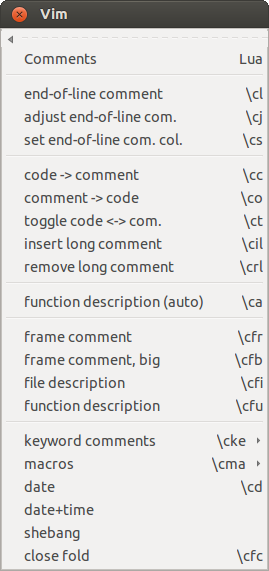 Vim
Comments Lua
end-of-line comment \cl
adjust end-of-line com. \cj
set end-of-line com. col. \cs
code -> comment \cc
comment -> code \co
toggle code <-> com. \ct
insert long comment \cil
remove long comment \crl
function description (auto) \ca
frame comment \cfr
frame comment, big \cfb
file description \cfi
function description \cfu
keyword comments \cke
macros \cma
date \cd
date+time
shebang
close fold \cfc